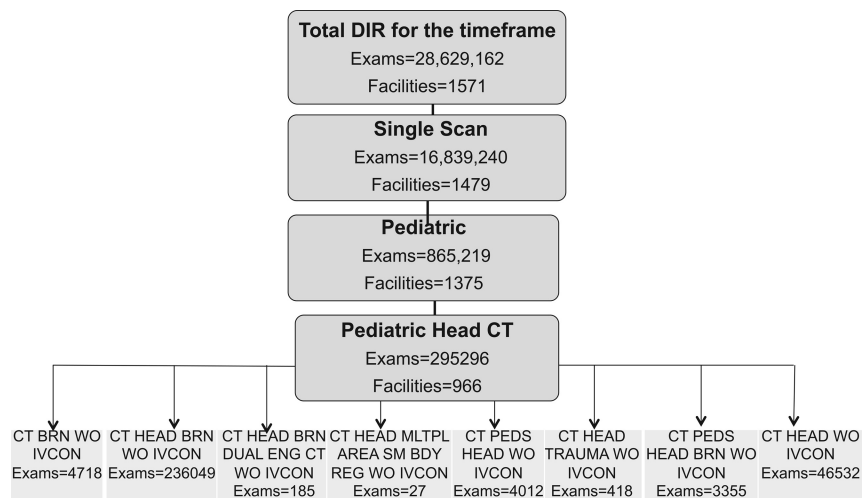 Total DIR for the timeframe
Exams=28,629,162
Facilities=1571
Single Scan
Exams=16,839,240
Facilities=1479
Pediatric
Exams=865,219
Facilities=1375
Pediatric Head CT
Exams=295296
Facilities=966
CT BRN WO
IVCON
Exams=4718
CT HEAD BRN
WO IVCON
Exams=236049
CT HEAD BRN
DUAL ENG CT
WO IVCON
Exams=185
CT HEAD MLTPL
AREA SM BDY
REG WO IVCON
Exams=27
CT PEDS
HEAD WO
IVCON
Exams=4012
CT HEAD
TRAUMA WO
IVCON
Exams=418
CT PEDS
HEAD BRN WO
IVCON
Exams=3355
CT HEAD WO
IVCON
Exams=46532